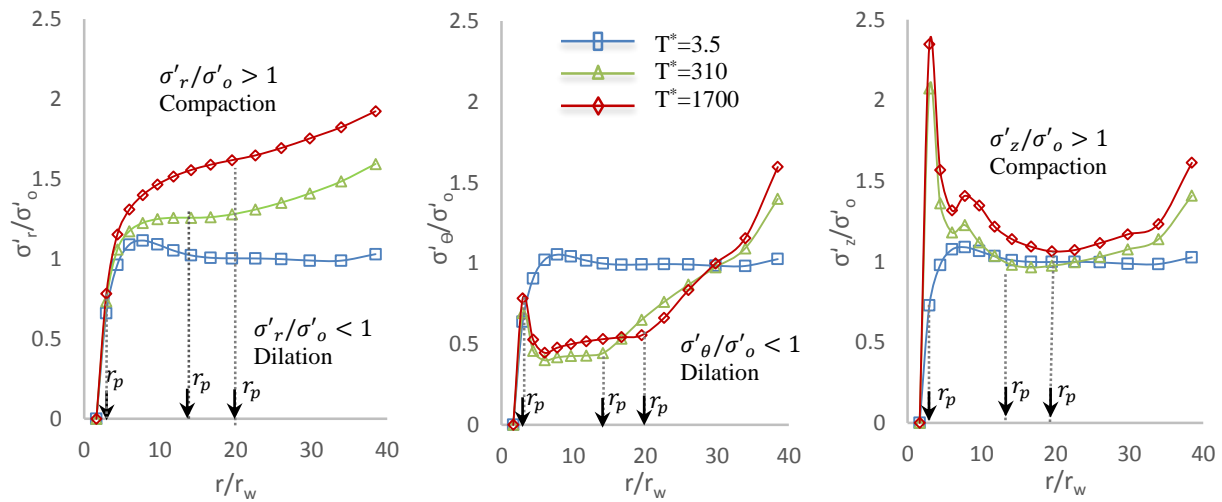 2.5
2
1.5
1
0.5
0
0
10
20
30
40
σ'r/σ'o
r/rw
σ'r/σ'o > 1
Compaction
σ'r/σ'o < 1
Dilation
rp
rp
rp
2.5
2
1.5
1
0.5
0
0
10
20
30
40
σ'θ/σ'o
r/rw
T*=3.5
T*=310
T*=1700
σ'θ/σ'o < 1
Dilation
rp
rp
rp
2.5
2
1.5
1
0.5
0
0
10
20
30
40
σ'z/σ'o
r/rw
σ'z/σ'o > 1
Compaction
rp
rp
rp